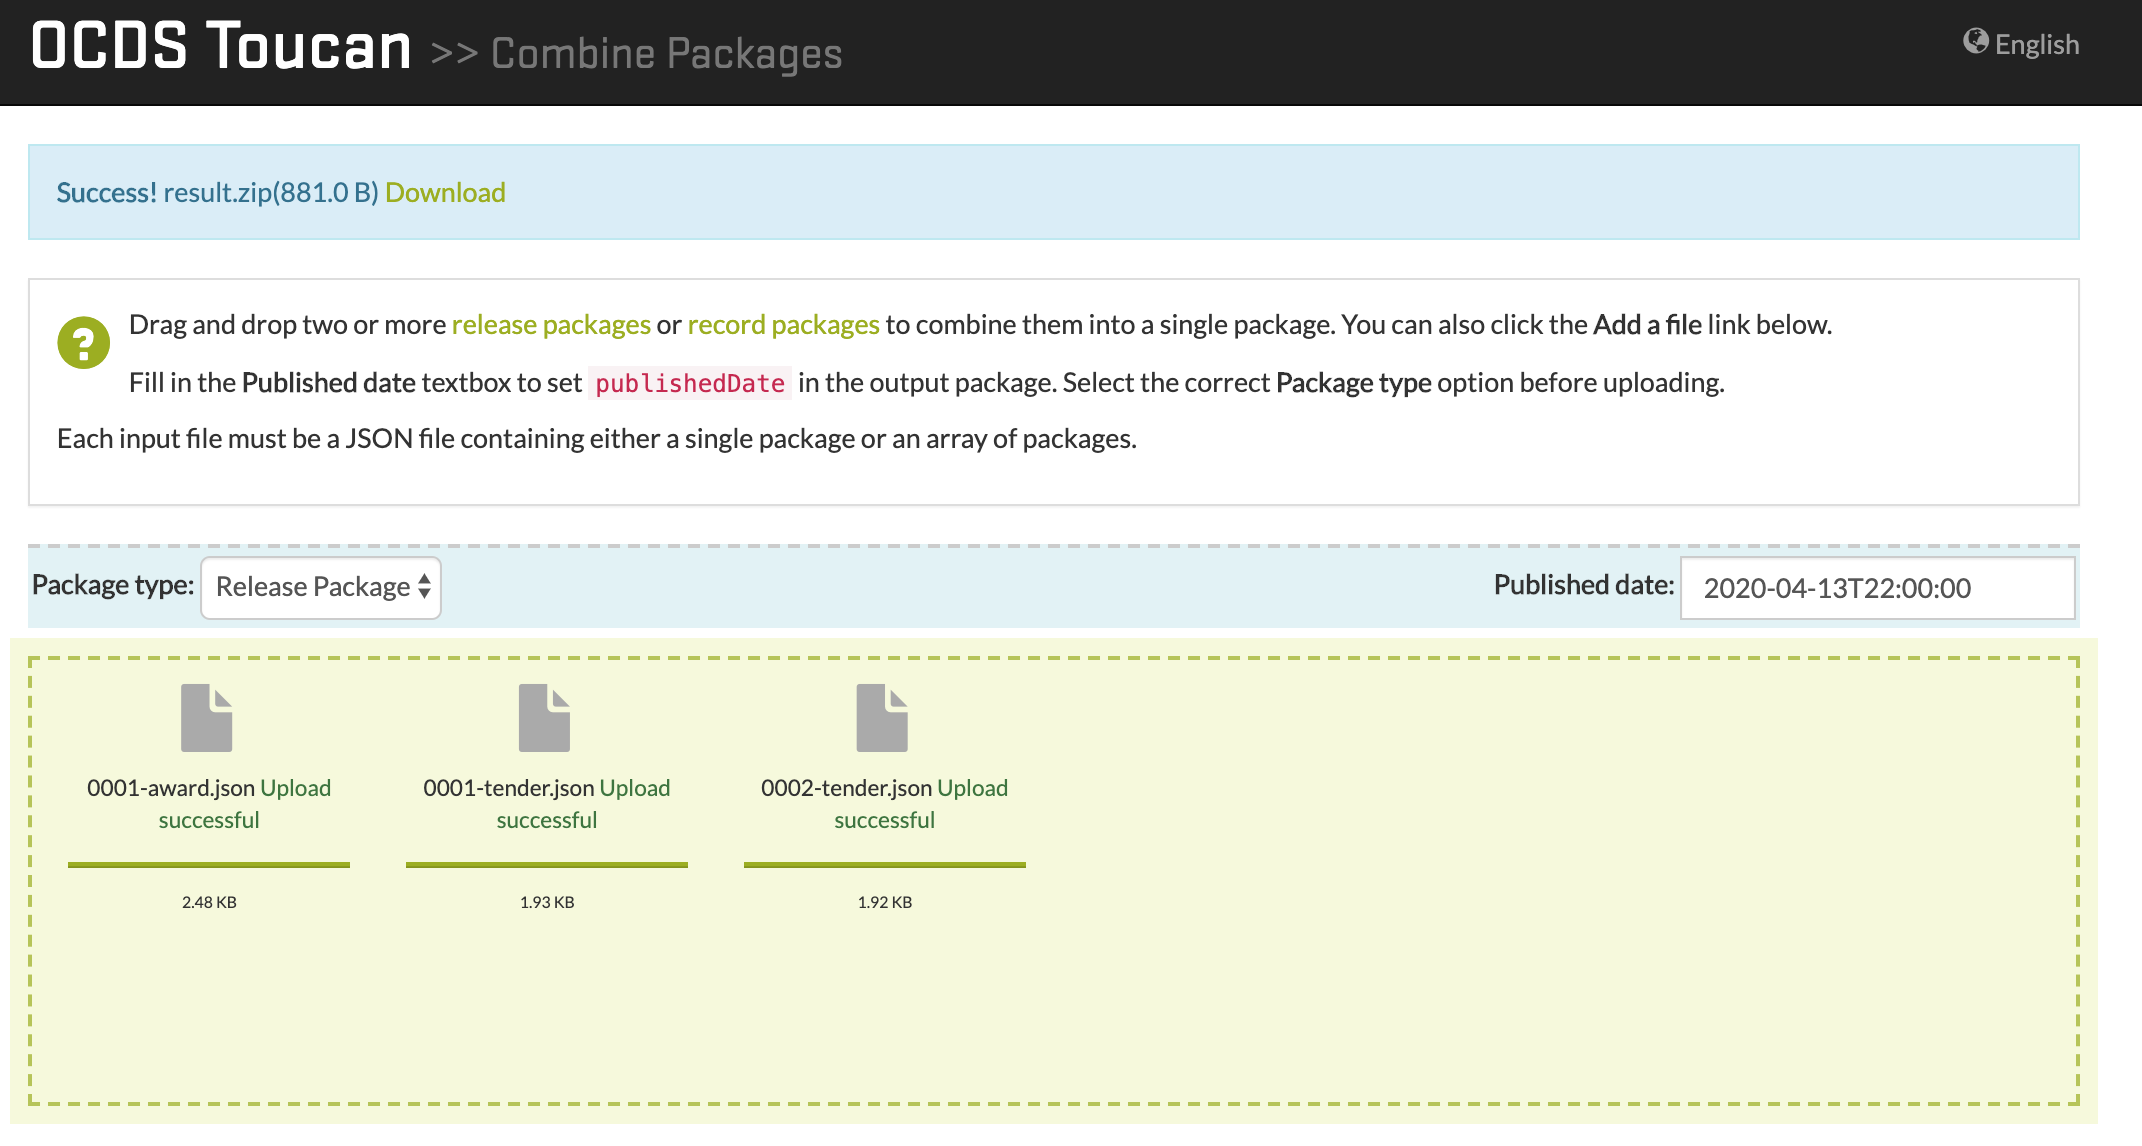 OCDS Toucan >> Combine Packages
English
Success! result.zip(881.0 B) Download
Drag and drop two or more release packages or record packages to combine them into a single package. You can also click the Add a file link below.
Fill in the Published date textbox to set publishedDate in the output package. Select the correct Package type option before uploading.
Each input file must be a JSON file containing either a single package or an array of packages.
Package type: Release Package
Published date: 2020-04-13T22:00:00
0001-award.json Upload
successful
2.48 KB
0001-tender.json Upload
successful
1.93 KB
0002-tender.json Upload
successful
1.92 KB